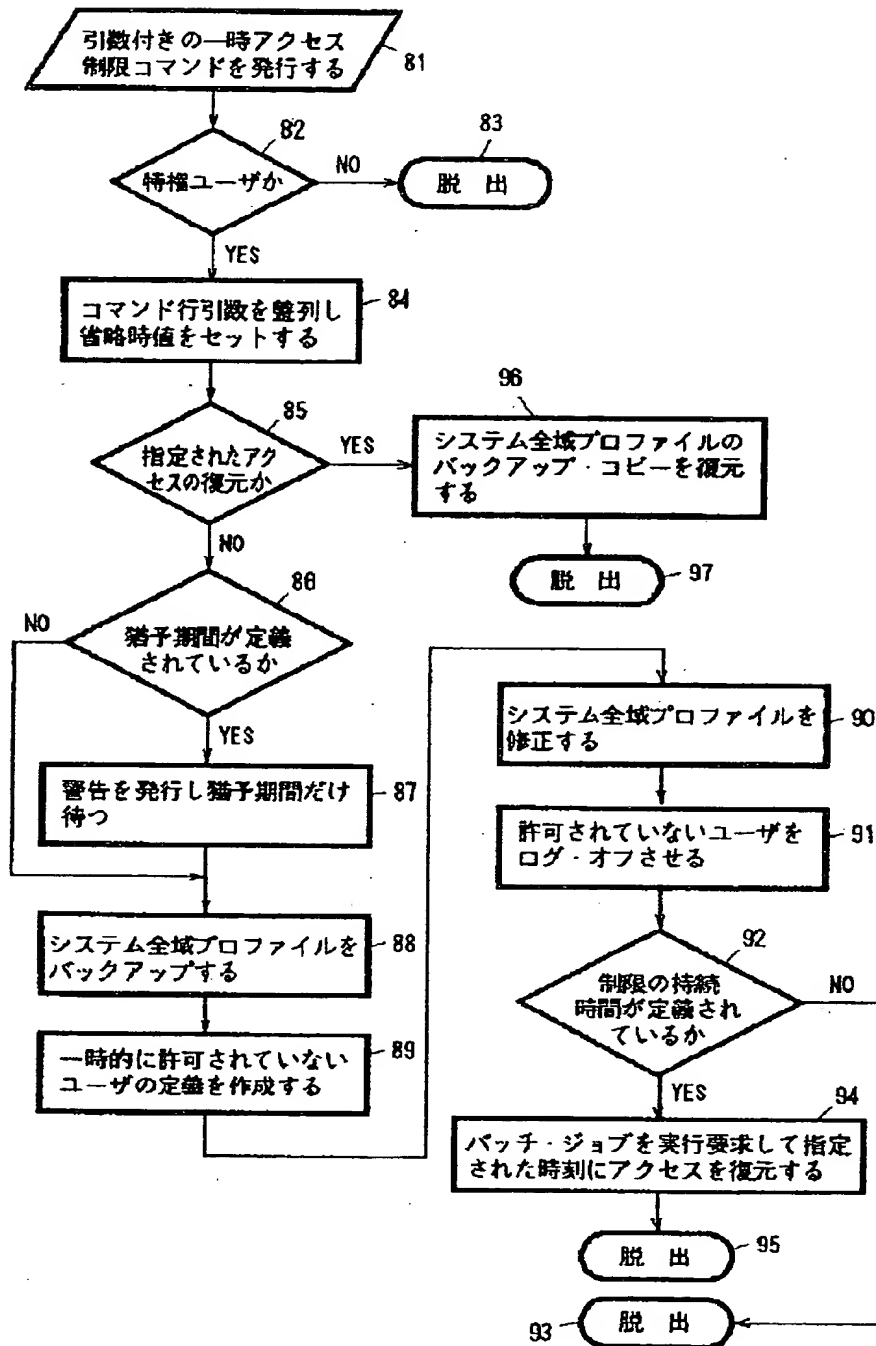 引数付きの一時アクセス
制限コマンドを発行する
81
82
特権ユーザか
NO
83
脱出
YES
コマンド行引数を整列し
省略時値をセットする
84
85
指定されたアク
セスの復元か
YES
96
システム全域プロファイルの
バックアップ・コピーを復元
する
脱出
97
NO
86
猶予期間が定義
されているか
NO
YES
警告を発行し猶予期間だけ
待つ
87
システム全域プロファイルを
バックアップする
88
一時的に許可されていない
ユーザの定義を作成する
89
システム全域プロファイルを
修正する
90
許可されていないユーザを
ログ・オフさせる
91
92
制限の持続
時間が定義され
ているか
NO
YES
94
バッチ・ジョブを実行要求して指定
された時刻にアクセスを復元する
脱出
95
93
脱出